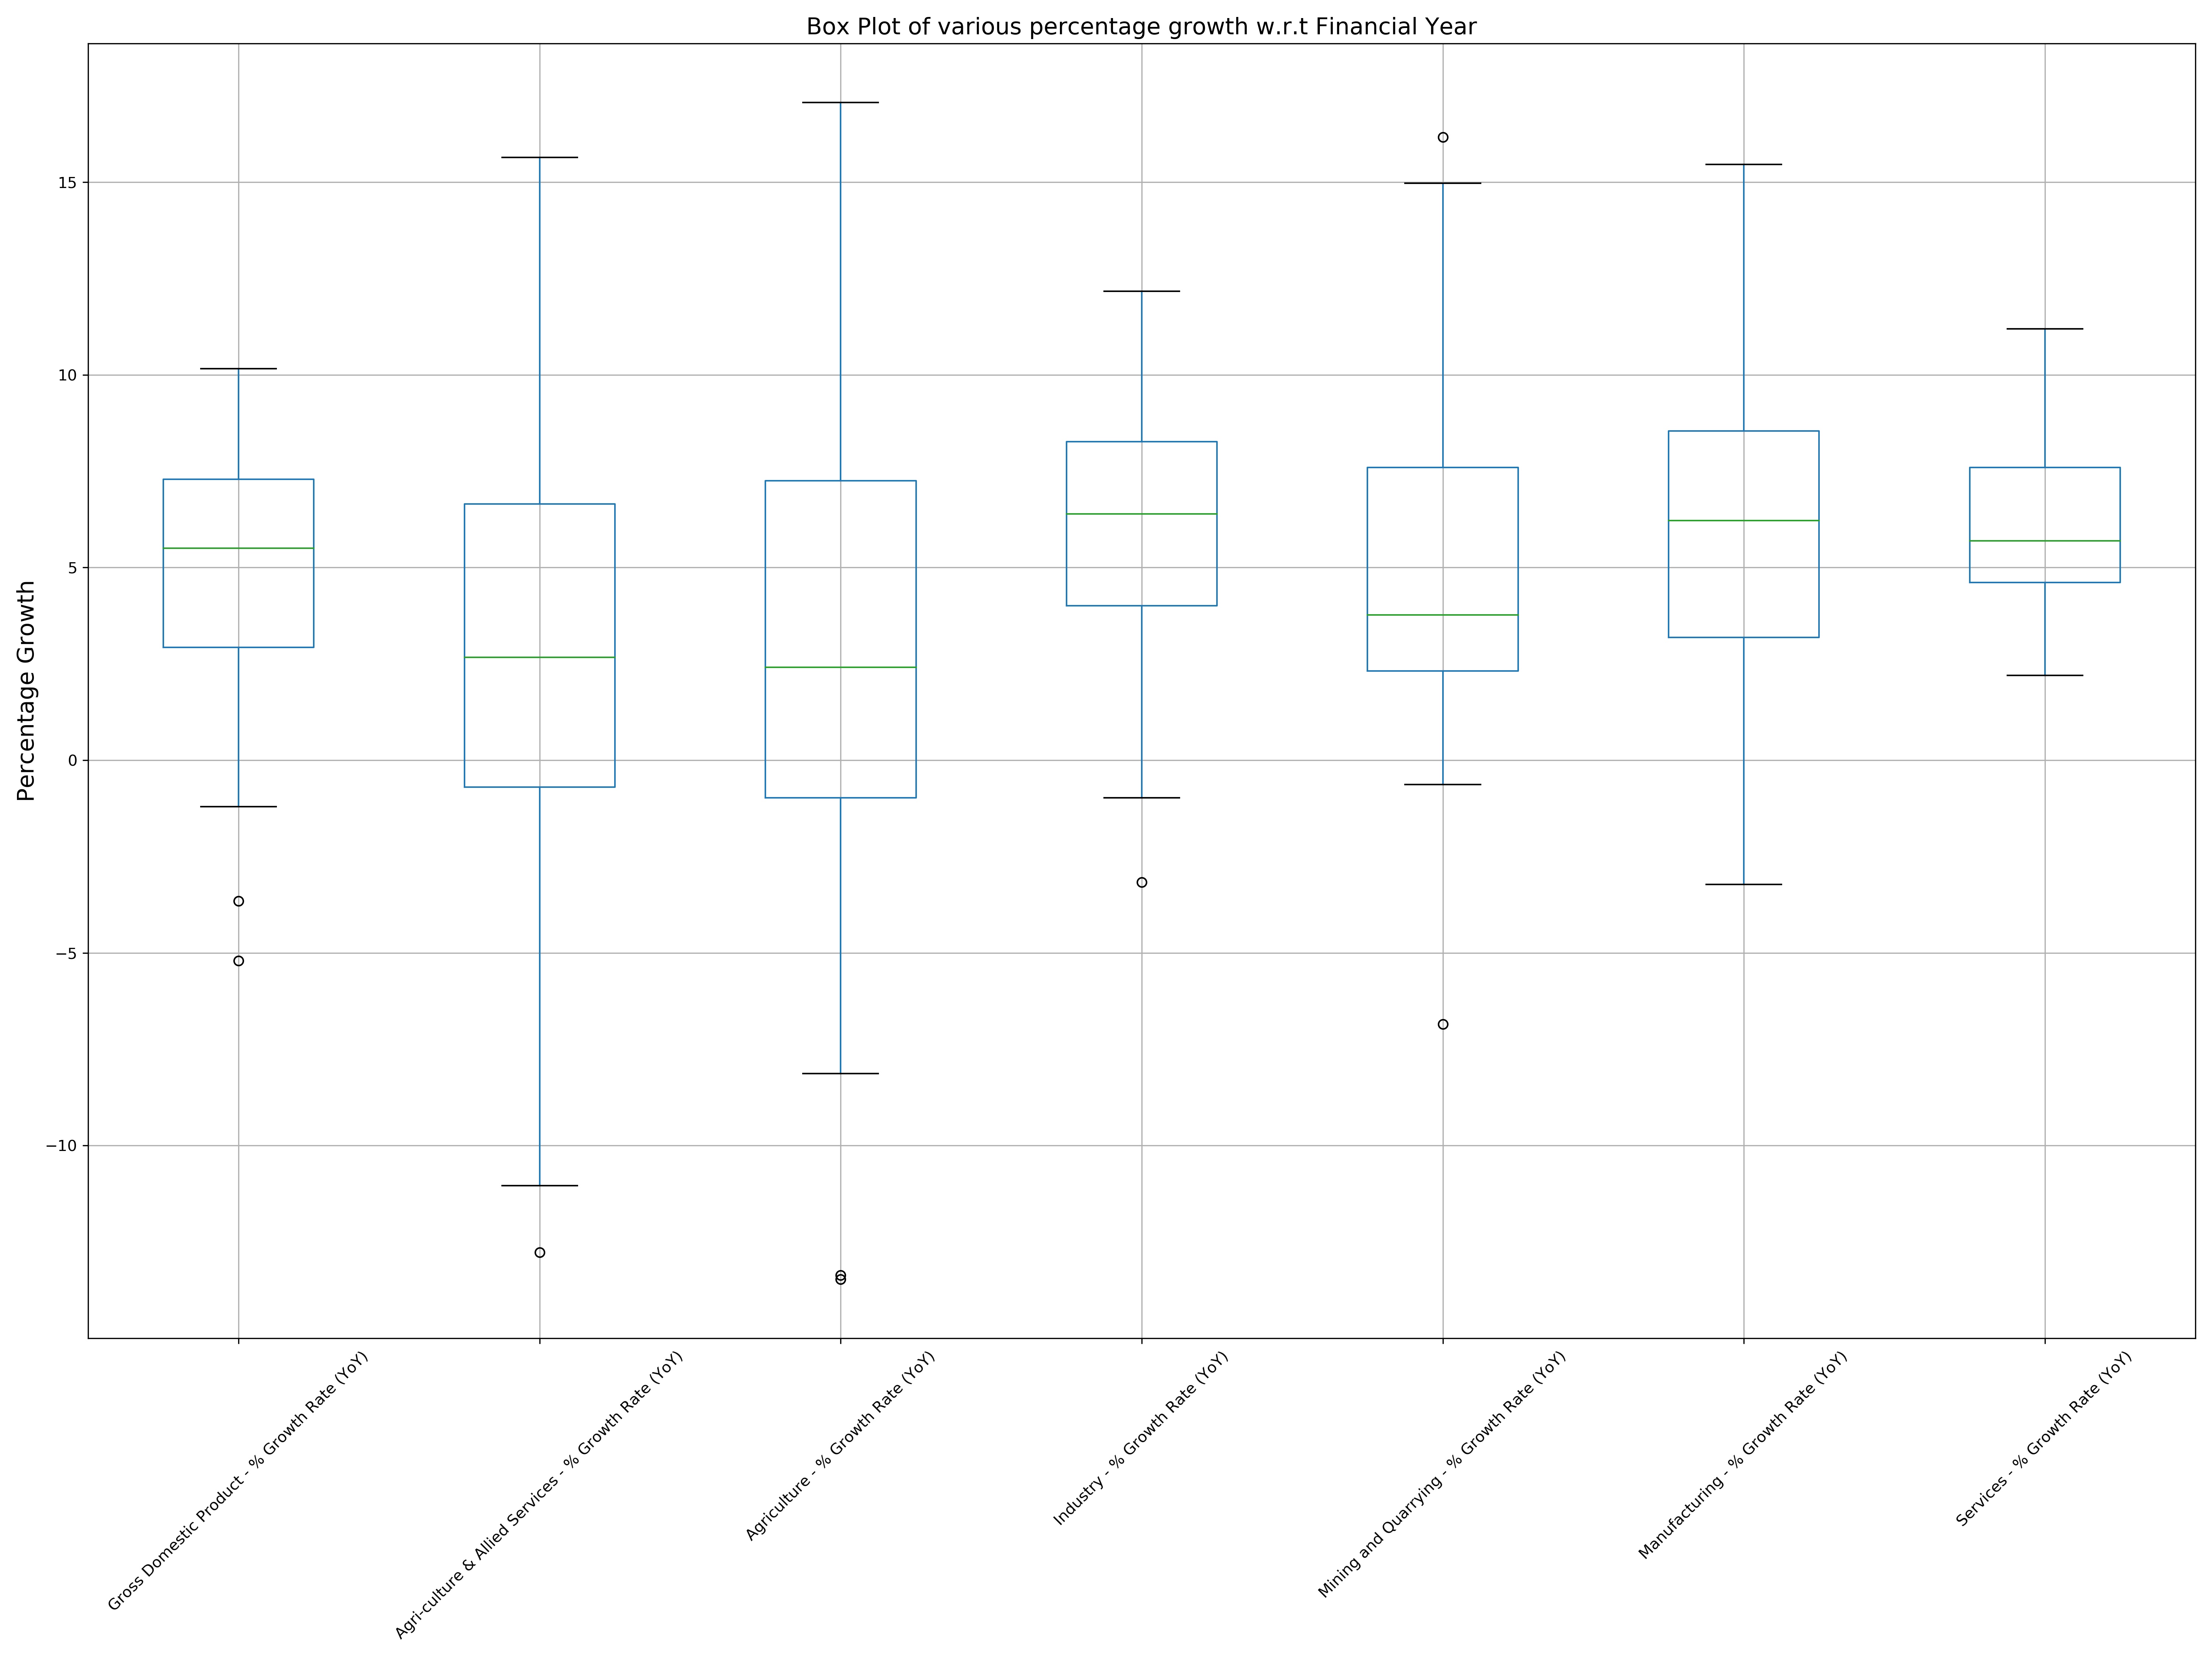 Box Plot of various percentage growth w.r.t Financial Year
Percentage Growth
15
10
5
0
−5
−10
Gross Domestic Product - % Growth Rate (YoY)
Agri-culture & Allied Services - % Growth Rate (YoY)
Agriculture - % Growth Rate (YoY)
Industry - % Growth Rate (YoY)
Mining and Quarrying - % Growth Rate (YoY)
Manufacturing - % Growth Rate (YoY)
Services - % Growth Rate (YoY)